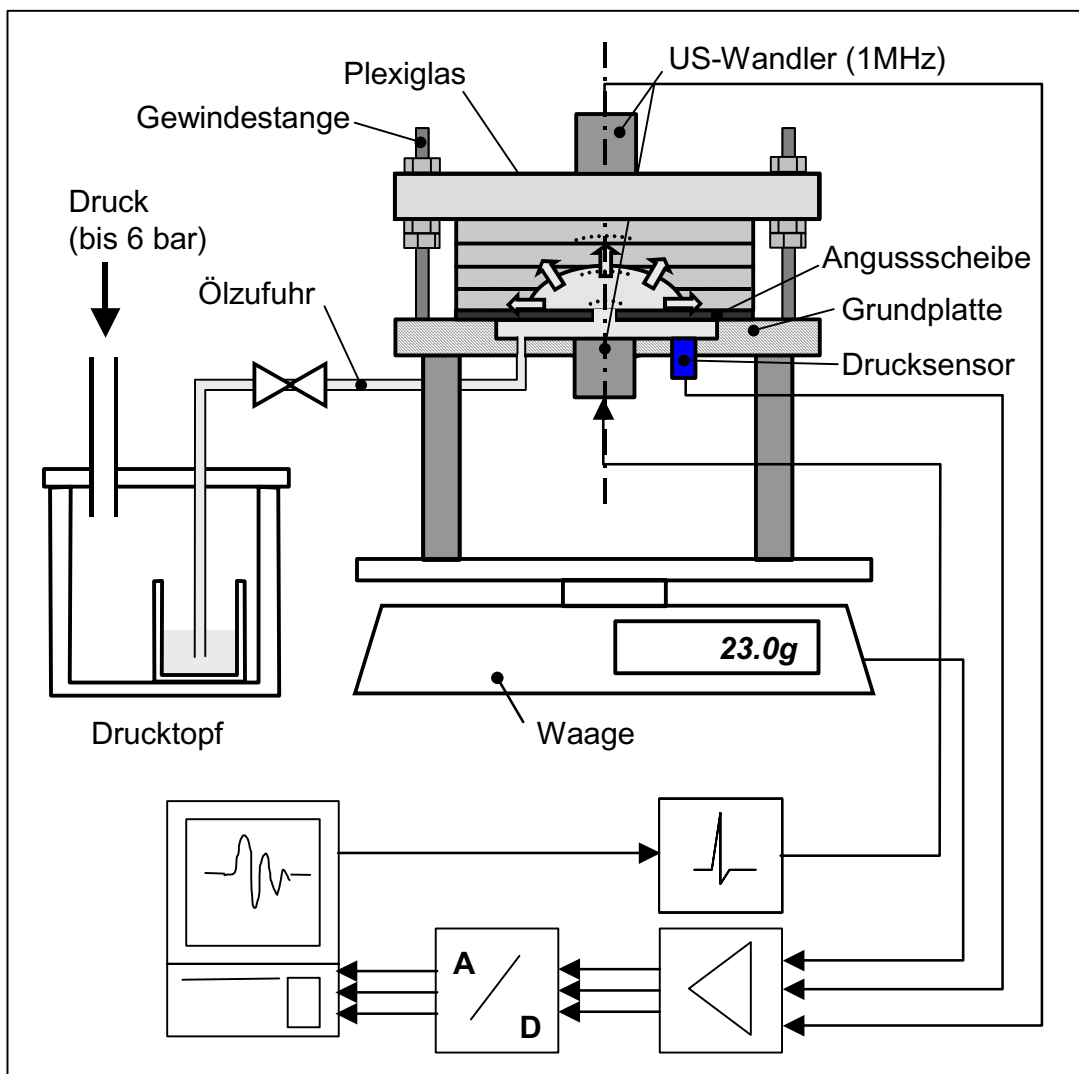 US-Wandler (1MHz)
Plexiglas
Gewindestange
Druck
(bis 6 bar)
Ölzufuhr
Angussscheibe
Grundplatte
Drucksensor
23.0g
Drucktopf
Waage
A
D